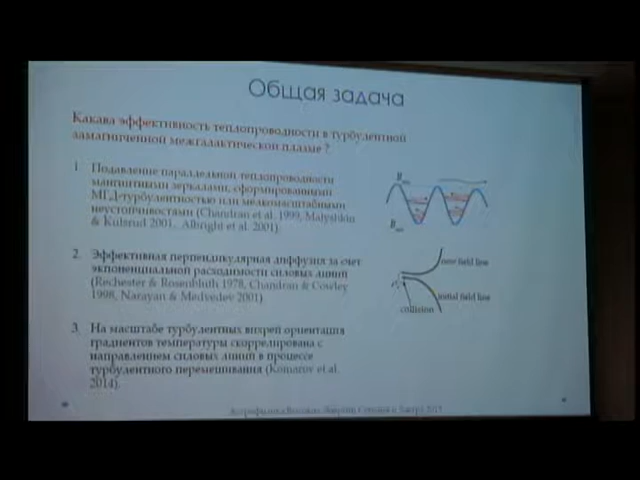 Общая задача
Какава эффективность теплопроводности в турбулентной
замагниченной межгалактической плазме ?
1. Подавление параллельной теплопроводности
магнитными зеркалами, сформированными
МГД-турбулентностью или мелкомасштабными
неустойчивостями (Chandran et al. 1999, Malyshkin
& Kulsrud 2001, Albright et al. 2001).
2. Эффективная перпендикулярная диффузия за счет
экпоненциальной расходимости силовых линий
(Rechester & Rosenbluth 1978, Chandran & Cowley
1998, Narayan & Medvedev 2001)
new field line
initial field line
collision
3. На масштабе турбулентных вихрей ориентация
градиентов температуры скоррелирована с
направлением силовых линий в процессе
турбулентного перемешивания (Komarov et al.
2014).